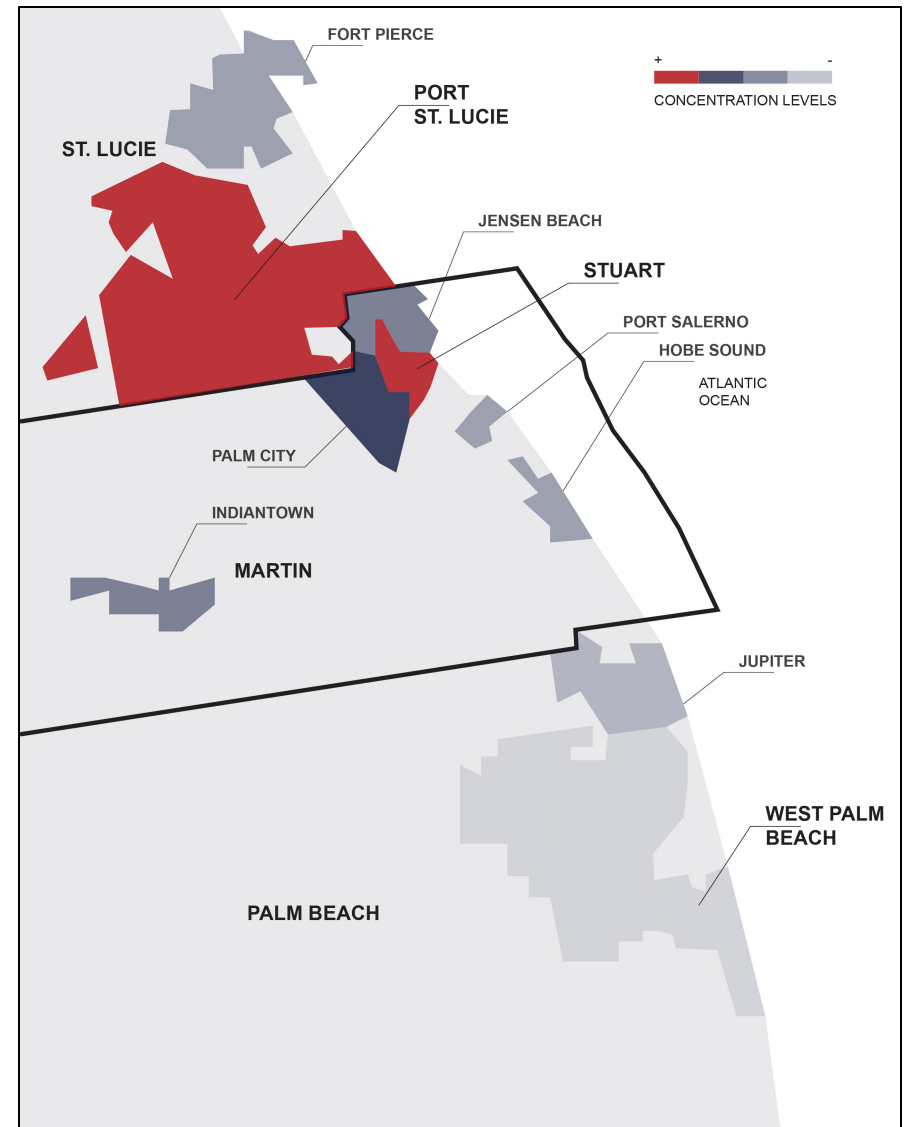 FORT PIERCE
+ -
CONCENTRATION LEVELS
PORT
ST. LUCIE
ST. LUCIE
JENSEN BEACH
STUART
PORT SALERNO
HOBE SOUND
ATLANTIC
OCEAN
PALM CITY
INDIANTOWN
MARTIN
JUPITER
WEST PALM
BEACH
PALM BEACH